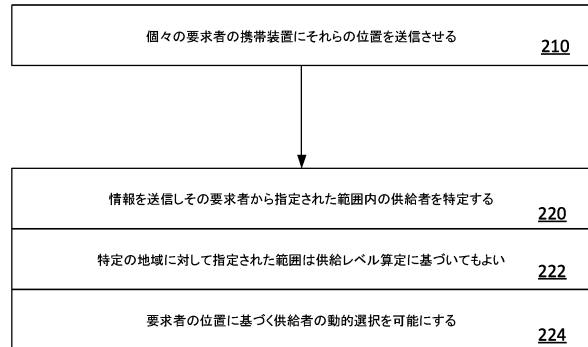 個々の要求者の携帯装置にそれらの位置を送信させる
210
情報を送信しその要求者から指定された範囲内の供給者を特定する
220
特定の地域に対して指定された範囲は供給レベル算定に基づいてもよい
222
要求者の位置に基づく供給者の動的選択を可能にする
224